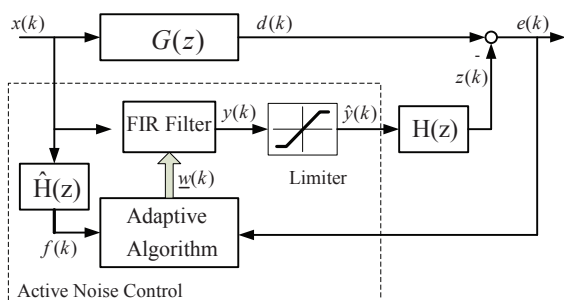 x(k)
G(z)
d(k)
e(k)
-
z(k)
FIR Filter
y(k)
ŷ(k)
H(z)
Limiter
w(k)
Ĥ(z)
f(k)
Adaptive
Algorithm
Active Noise Control